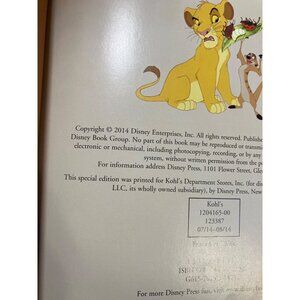 Copyright © 2014 Disney Enterprises, Inc. All rights reserved. Publishe
Disney Book Group. No part of this book may be reproduced or transmi
electronic or mechanical, including photocopying, recording, or by any
system, without written permission from the p
For information address Disney Press, 1101 Flower Street, Gle
This special edition was printed for Kohl's Department Stores, Inc. (for di
LLC, its wholly owned subsidiary), by Disney Press, New
Kohl's
1204165-00
123387
07/14-08/14
For more Disney Press fun, visit